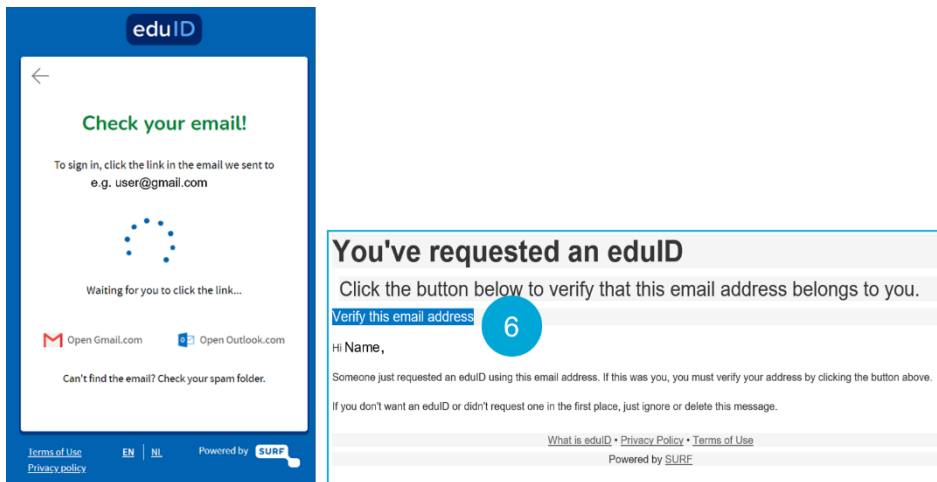 eduID
Check your email!
To sign in, click the link in the email we sent to
e.g. user@gmail.com
Waiting for you to click the link...
Open Gmail.com Open Outlook.com
Can't find the email? Check your spam folder.
Terms of Use EN | NL Powered by SURF
Privacy policy
You've requested an eduID
Click the button below to verify that this email address belongs to you.
Verify this email address
6
Hi Name,
Someone just requested an eduID using this email address. If this was you, you must verify your address by clicking the button above.
If you don't want an eduID or didn't request one in the first place, just ignore or delete this message.
What is eduID • Privacy Policy • Terms of Use
Powered by SURF